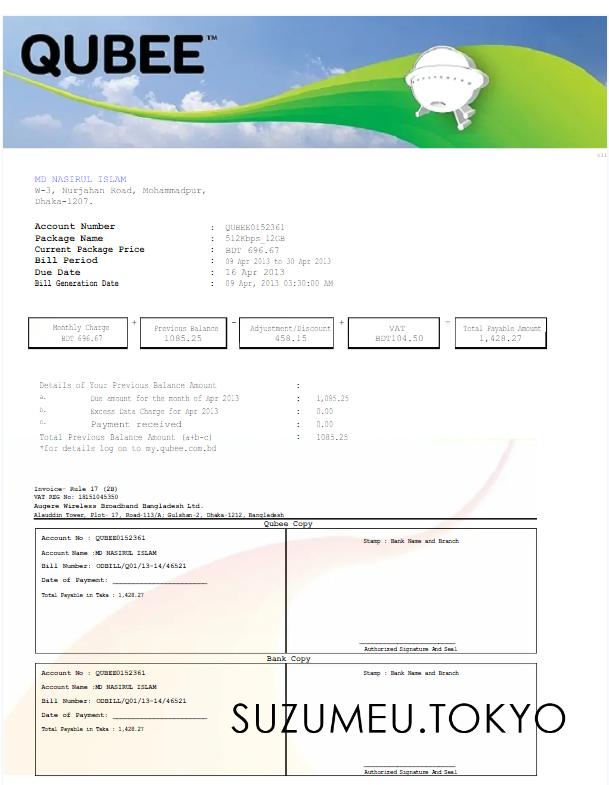 QUBEE™
MD NASIRUL ISLAM
W-3, Nurjahan Road, Mohammadpur,
Dhaka-1207.
Account Number : QUBEE0152361
Package Name : 512Kbps_12GB
Current Package Price : BDT 696.67
Bill Period : 09 Apr 2013 to 30 Apr 2013
Due Date : 16 Apr 2013
Bill Generation Date : 09 Apr, 2013 03:30:00 AM
Monthly Charge + Previous Balance - Adjustment/Discount + VAT = Total Payable Amount
BDT 696.67 1085.25 458.15 BDT104.50 1,428.27
Details of Your Previous Balance Amount :
a. Due amount for the month of Apr 2013 : 1,085.25
b. Excess Data Charge for Apr 2013 : 0.00
c. Payment received : 0.00
Total Previous Balance Amount (a+b-c) : 1085.25
*for details log on to my.qubee.com.bd
Invoice- Rule 17 (2B)
VAT REG No: 18151045350
Augere Wireless Broadband Bangladesh Ltd.
Alauddin Tower, Plot- 17, Road-113/A; Gulshan-2, Dhaka-1212, Bangladesh
Qubee Copy
Account No : QUBEE0152361
Stamp : Bank Name and Branch
Account Name :MD NASIRUL ISLAM
Bill Number: ODBILL/Q01/13-14/46521
Date of Payment: ______________________
Total Payable in Taka : 1,428.27
Authorized Signature And Seal
Bank Copy
Account No : QUBEE0152361
Stamp : Bank Name and Branch
Account Name :MD NASIRUL ISLAM
Bill Number: ODBILL/Q01/13-14/46521
Date of Payment: ______________________
SUZUMEU.TOKYO
Total Payable in Taka : 1,428.27
Authorized Signature And Seal